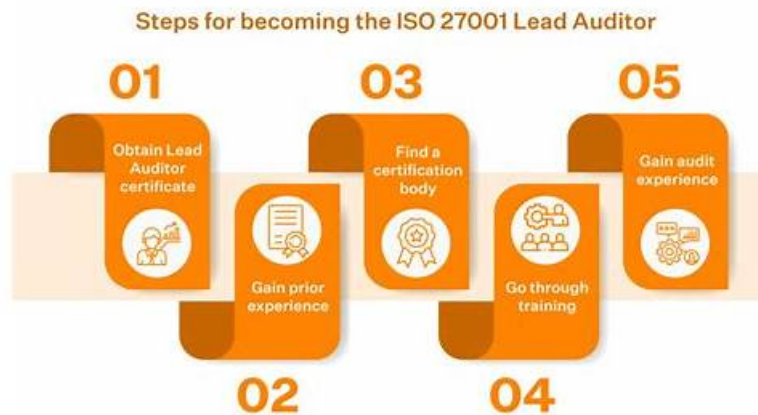 Steps for becoming the ISO 27001 Lead Auditor
01
Obtain Lead
Auditor
certificate
02
Gain prior
experience
03
Find a
certification
body
04
Go through
training
05
Gain audit
experience